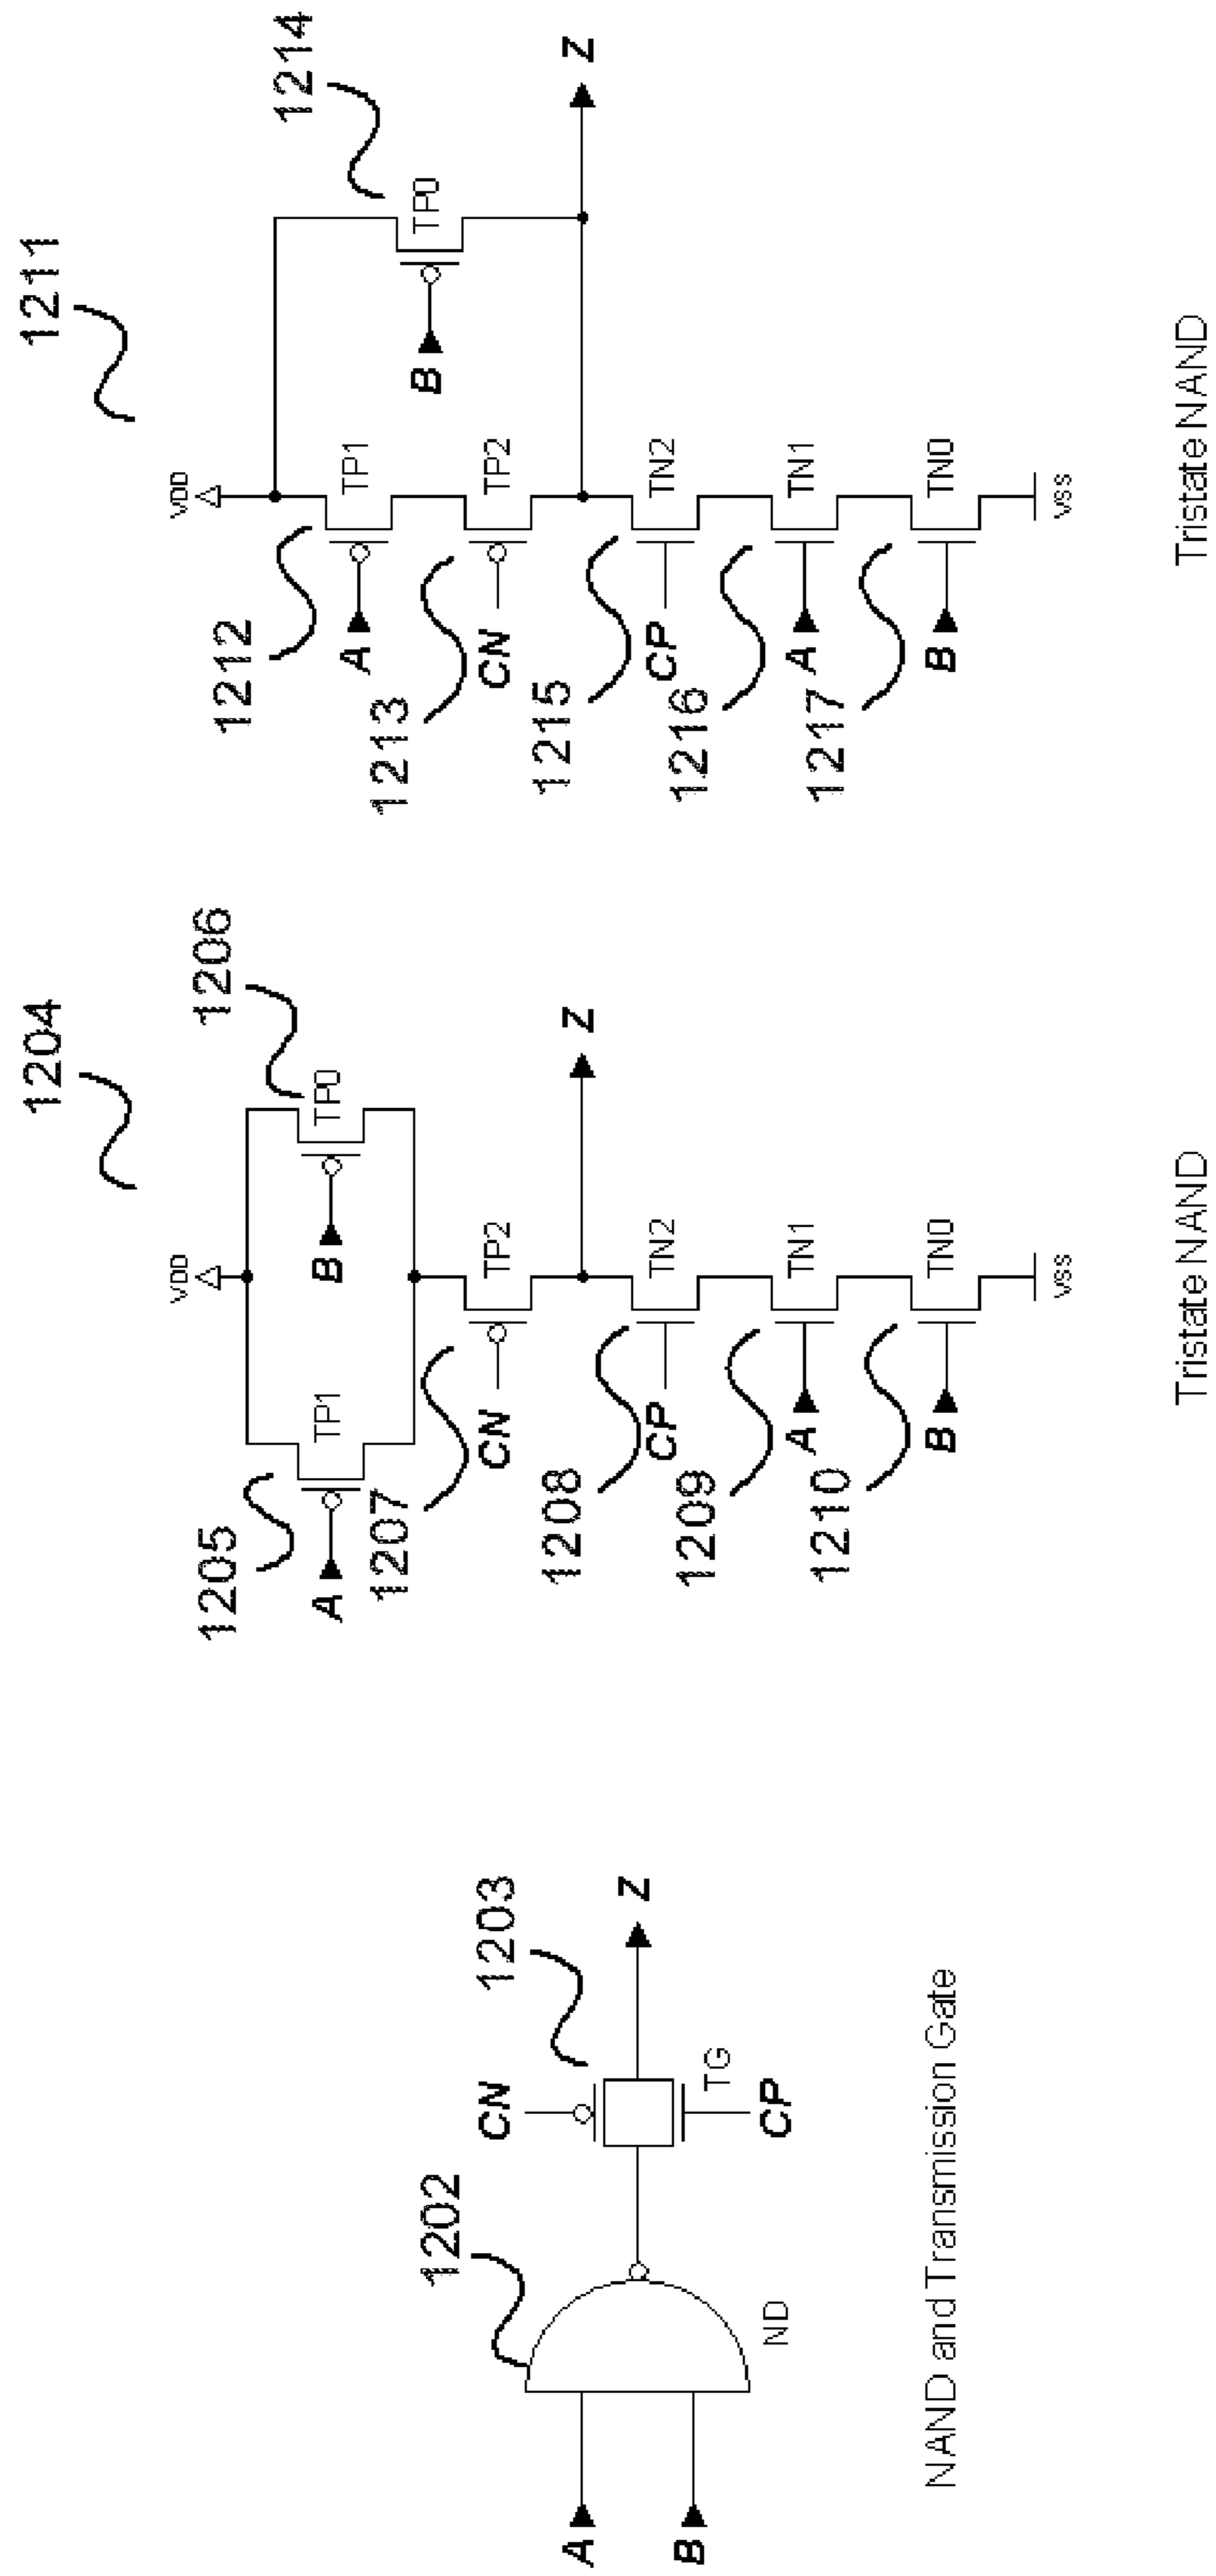 1202
1203
CN
A
B
Z
TG
ND
CP
NAND and Transmission Gate
1204
1205
1206
VDD
TP1
TP0
A
B
1207
CN
TP2
Z
1208
CP
TN2
1209
A
TN1
1210
B
TN0
VSS
Tristate NAND
1211
1212
1214
VDD
A
TP1
B
TP0
1213
CN
TP2
Z
1215
CP
TN2
1216
A
TN1
1217
B
TN0
VSS
Tristate NAND